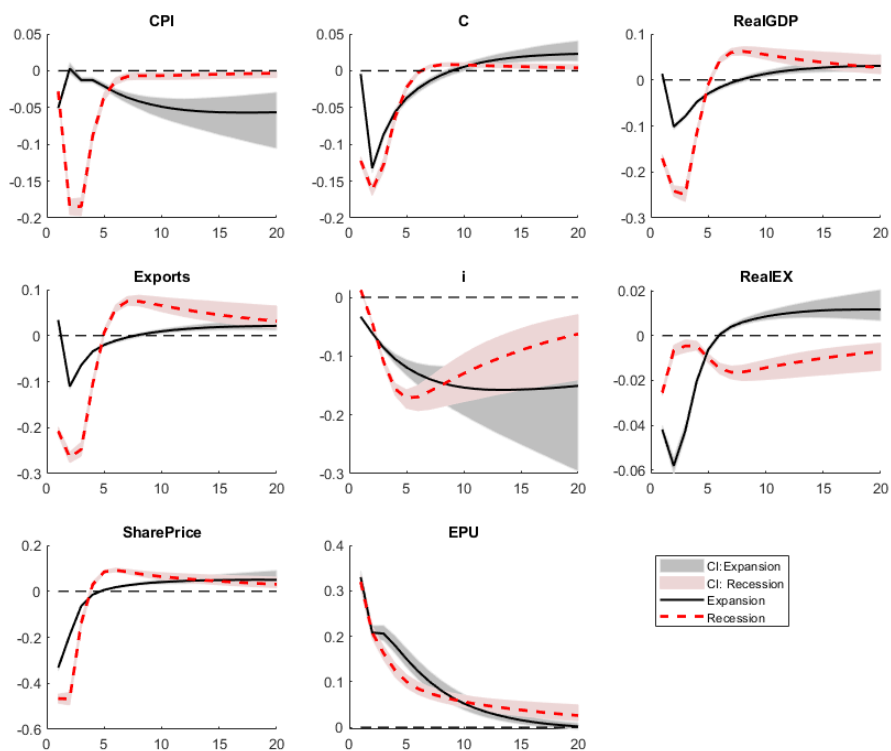 CPI
0.05
0
-0.05
-0.1
-0.15
-0.2
0 5 10 15 20
C
0.05
0
-0.05
-0.1
-0.15
-0.2
0 5 10 15 20
RealGDP
0.1
0
-0.1
-0.2
-0.3
0 5 10 15 20
Exports
0.1
0
-0.1
-0.2
-0.3
0 5 10 15 20
i
0
-0.1
-0.2
-0.3
0 5 10 15 20
RealEX
0.02
0
-0.02
-0.04
-0.06
0 5 10 15 20
SharePrice
0.2
0
-0.2
-0.4
-0.6
0 5 10 15 20
EPU
0.4
0.3
0.2
0.1
0
0 5 10 15 20
CI:Expansion
CI: Recession
Expansion
Recession